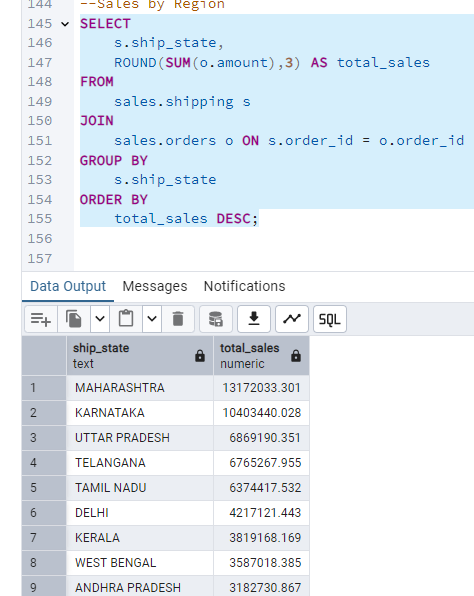 144 --Sales by Region
145 SELECT
146 s.ship_state,
147 ROUND(SUM(o.amount),3) AS total_sales
148 FROM
149 sales.shipping s
150 JOIN
151 sales.orders o ON s.order_id = o.order_id
152 GROUP BY
153 s.ship_state
154 ORDER BY
155 total_sales DESC;
156
157
Data Output Messages Notifications
SQL
ship_state total_sales
text numeric
1 MAHARASHTRA 13172033.301
2 KARNATAKA 10403440.028
3 UTTAR PRADESH 6869190.351
4 TELANGANA 6765267.955
5 TAMIL NADU 6374417.532
6 DELHI 4217121.443
7 KERALA 3819168.169
8 WEST BENGAL 3587018.385
9 ANDHRA PRADESH 3182730.867